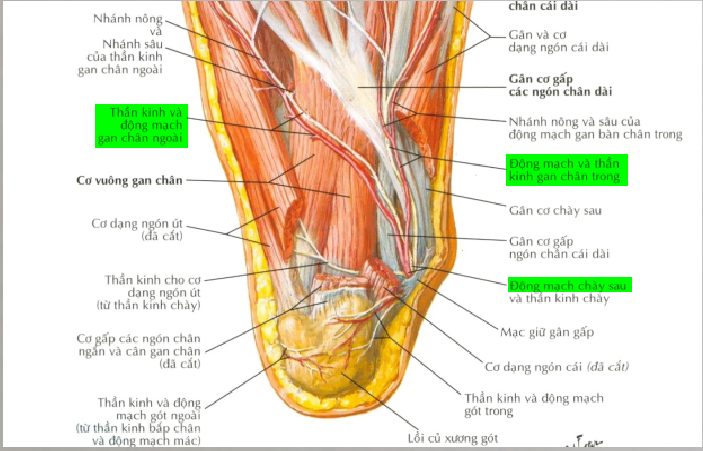 Nhánh nông
và
Nhánh sâu
của thần kinh
gan chân ngoài
Thần kinh và
động mạch
gan chân ngoài
Cơ vuông gan chân
Cơ dạng ngón út
(đã cắt)
Thần kinh cho cơ
dạng ngón út
(từ thần kinh chày)
Cơ gấp các ngón chân
ngắn và cân gan chân
(đã cắt)
Thần kinh và động
mạch gót ngoài
(từ thần kinh bắp chân
và động mạch mác)
chân cái dài
Gân và cơ
dạng ngón cái
Gân cơ gấp
các ngón chân dài
Nhánh nông và sâu của
động mạch gan bàn chân trong
Động mạch và thần
kinh gan chân trong
Gân cơ chày sau
Gân cơ gấp
ngón chân cái dài
Động mạch chày sau
và thần kinh chày
Mạc giữ gân gấp
Cơ dạng ngón cái (đã cắt)
Thần kinh và động mạch
gót trong
Lồi củ xương gót